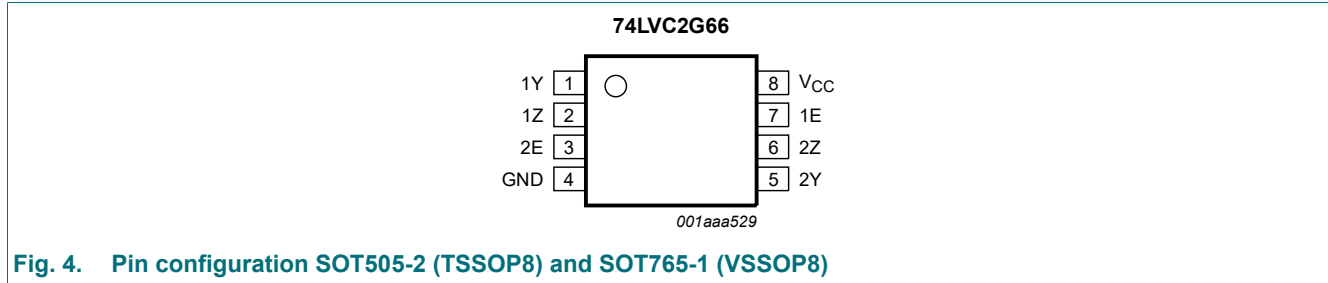 74LVC2G66
1Y 1 8 VCC
1Z 2 7 1E
2E 3 6 2Z
GND 4 5 2Y
001aaa529
Fig. 4. Pin configuration SOT505-2 (TSSOP8) and SOT765-1 (VSSOP8)